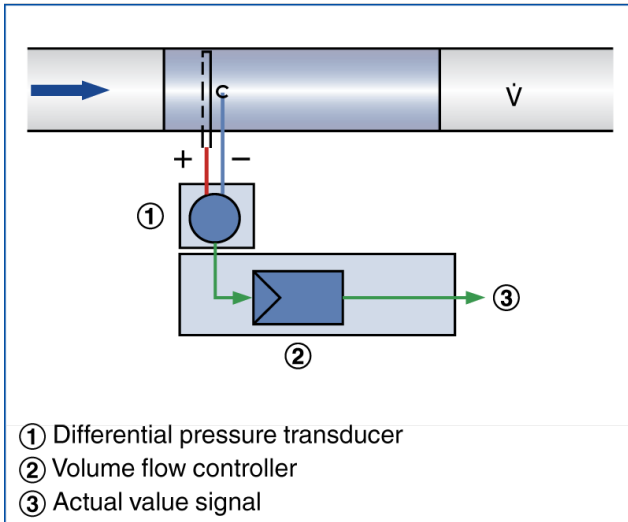 V̇
+ −
①
③
②
① Differential pressure transducer
② Volume flow controller
③ Actual value signal